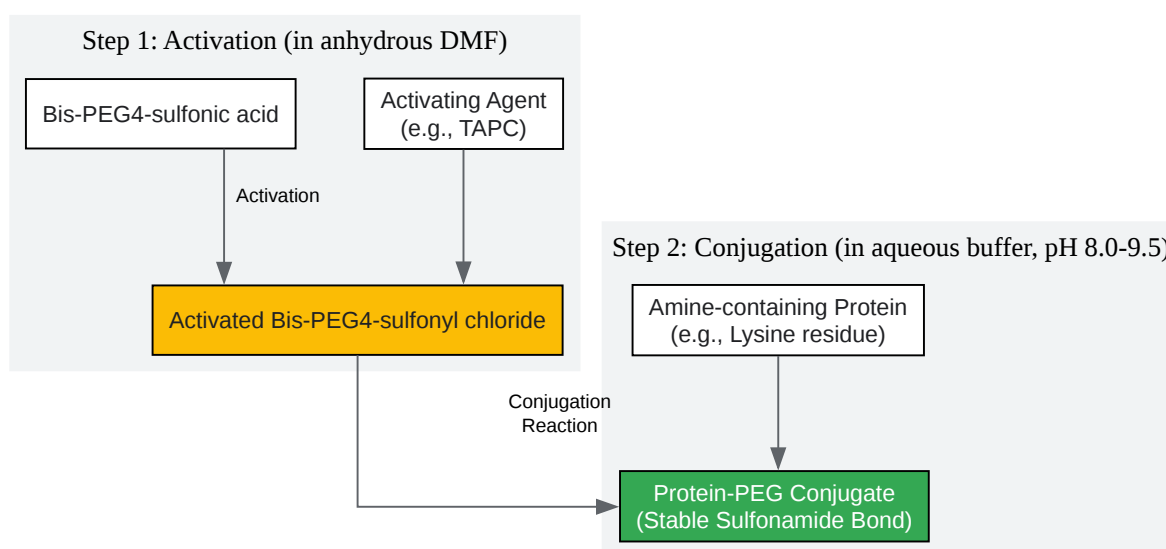 Step 1: Activation (in anhydrous DMF)
Bis-PEG4-sulfonic acid
Activating Agent
(e.g., TAPC)
Activation
Activated Bis-PEG4-sulfonyl chloride
Step 2: Conjugation (in aqueous buffer, pH 8.0-9.5)
Amine-containing Protein
(e.g., Lysine residue)
Conjugation
Reaction
Protein-PEG Conjugate
(Stable Sulfonamide Bond)